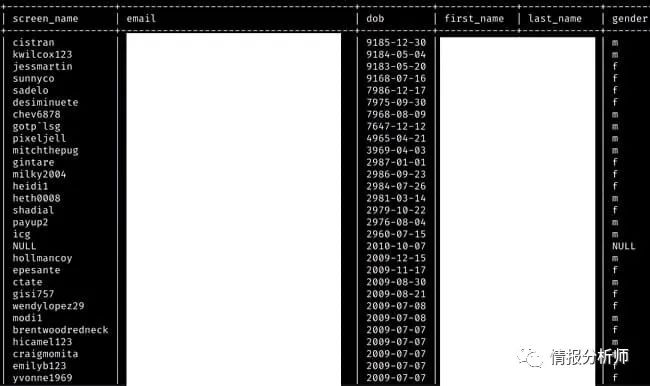 screen_name | email | dob | first_name | last_name | gender
cistran | 9185-12-30 | m
kwilcox123 | 9184-05-04 | m
jessmartin | 9183-05-20 | f
sunnyco | 9168-07-16 | f
sadelo | 7986-12-17 | f
desiminuete | 7975-09-30 | f
chev6878 | 7968-08-09 | m
gotp`lsg | 7647-12-12 | m
pixeljell | 4965-04-21 | m
mitchthepug | 3969-04-03 | m
gintare | 2987-01-01 | f
milky2004 | 2986-09-23 | f
heidi1 | 2984-07-26 | f
heth0008 | 2981-03-14 | m
shadial | 2979-10-22 | f
payup2 | 2976-08-04 | m
icg | 2960-07-15 | m
NULL | 2010-10-07 | NULL
hollmancoy | 2009-12-15 | m
epesante | 2009-11-17 | f
ctate | 2009-08-30 | m
gisi757 | 2009-08-21 | f
wendylopez29 | 2009-07-08 | f
modi1 | 2009-07-08 | m
brentwoodredneck | 2009-07-07 | f
hicamel123 | 2009-07-07 | m
craigmomita | 2009-07-07
emilyb123 | 2009-07-07
yvonne1969 | 2009-07-07 | f
情报分析师